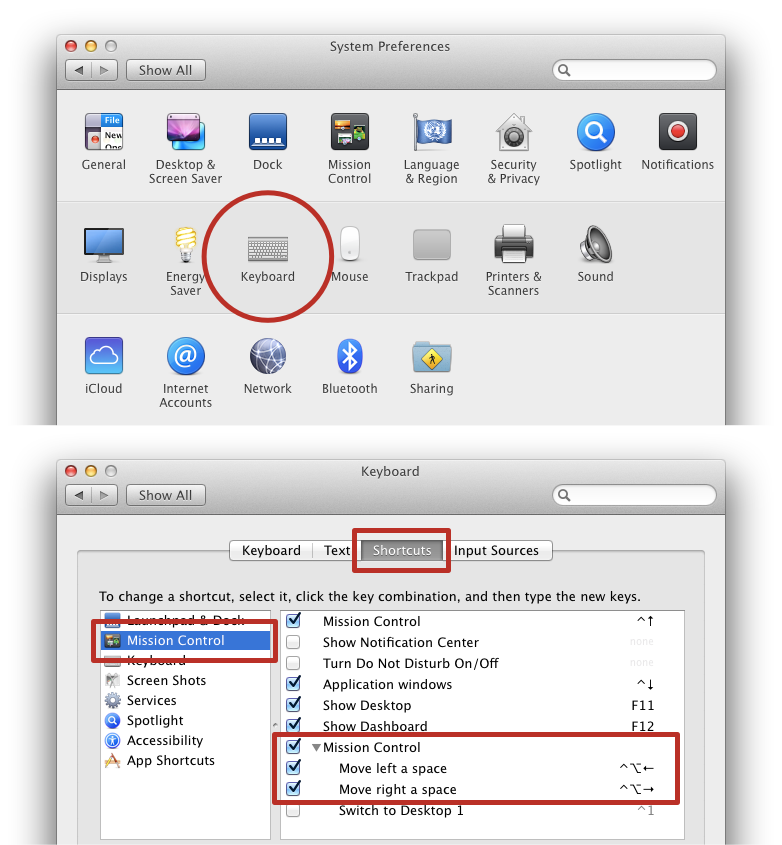 System Preferences
Show All
File
New
General
Desktop &
Screen Saver
Dock
Mission
Control
Language
& Region
Security
& Privacy
Spotlight
Notifications
Displays
Energy
Saver
Keyboard
Mouse
Trackpad
Printers &
Scanners
Sound
iCloud
@
Internet
Accounts
Network
Bluetooth
Sharing
Keyboard
Show All
Keyboard Text Shortcuts Input Sources
To change a shortcut, select it, click the key combination, and then type the new keys.
Launchpad & Dock
Mission Control
Keyboard
Screen Shots
Services
Spotlight
Accessibility
App Shortcuts
Mission Control ^↑
Show Notification Center none
Turn Do Not Disturb On/Off none
Application windows ^↓
Show Desktop F11
Show Dashboard F12
Mission Control
Move left a space ^⌥←
Move right a space ^⌥→
Switch to Desktop 1 ^1